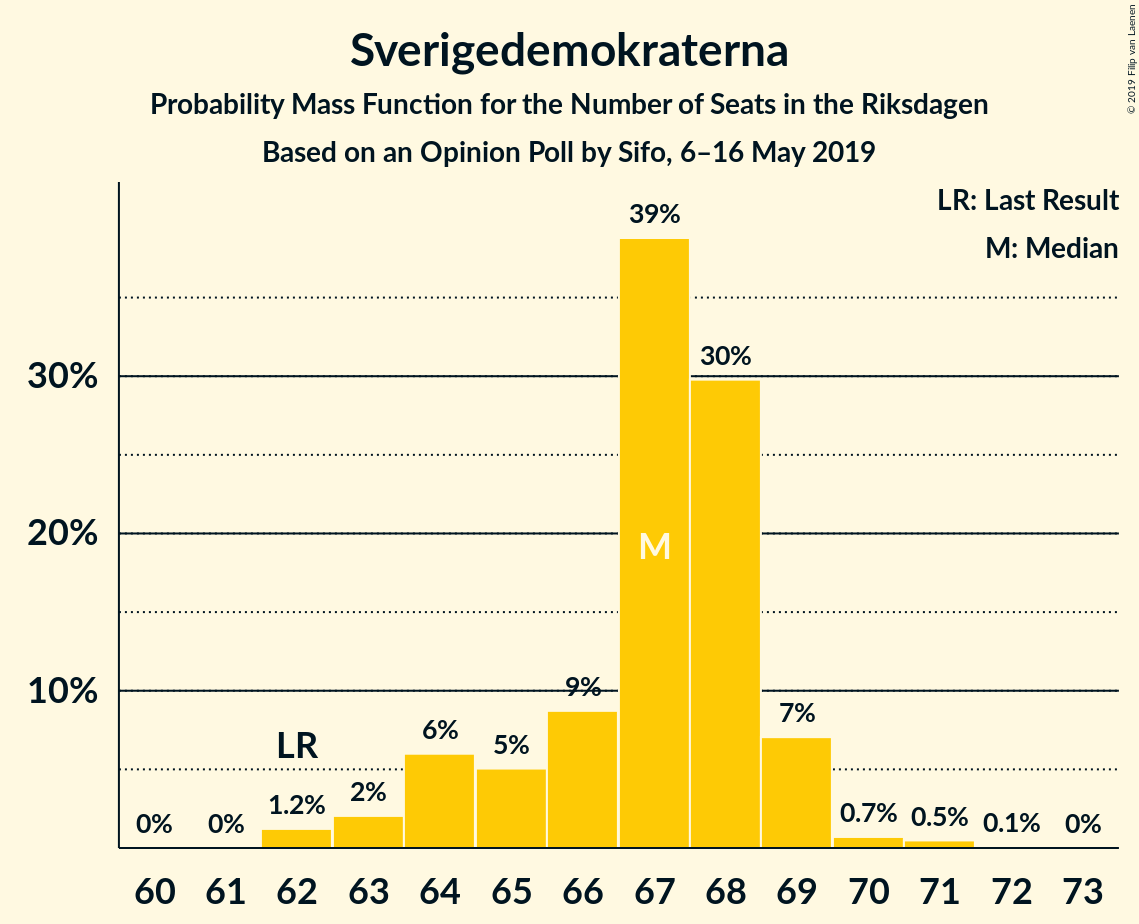 Sverigedemokraterna
Probability Mass Function for the Number of Seats in the Riksdagen
Based on an Opinion Poll by Sifo, 6–16 May 2019
© 2019 Filip van Laenen
LR: Last Result
M: Median
39%
30%
30%
20%
M
10%
9%
7%
6%
5%
LR
2%
1.2%
0%
0%
0.7%
0.5%
0.1%
0%
60 61 62 63 64 65 66 67 68 69 70 71 72 73